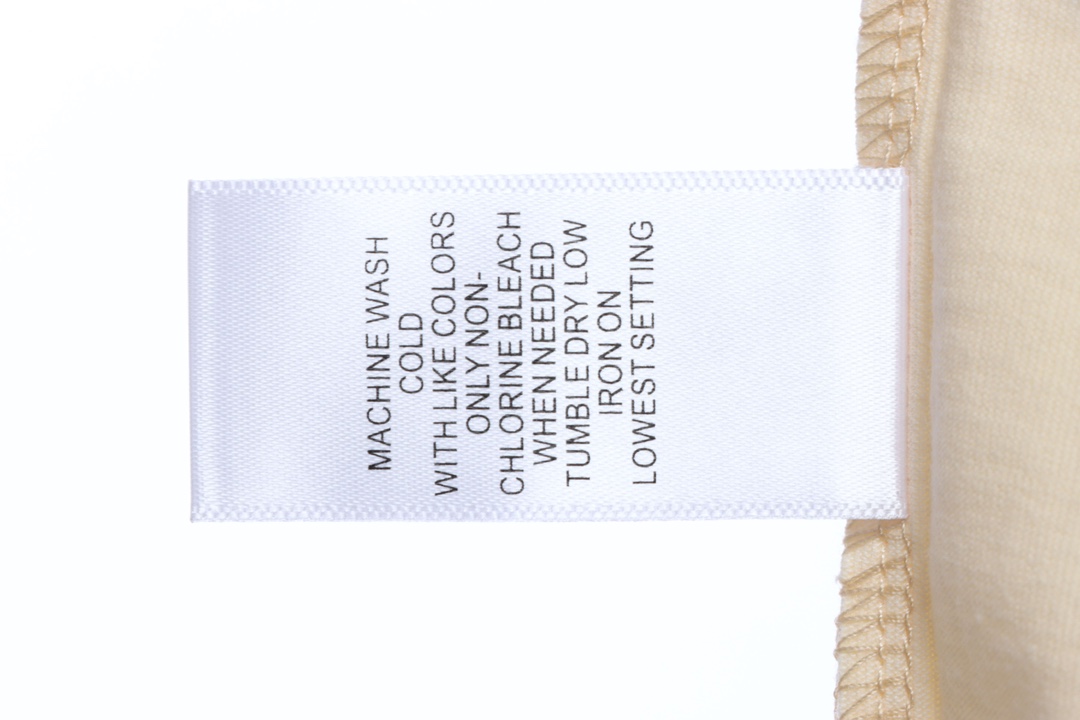 MACHINE WASH
COLD
WITH LIKE COLORS
ONLY NON-
CHLORINE BLEACH
WHEN NEEDED
TUMBLE DRY LOW
IRON ON
LOWEST SETTING